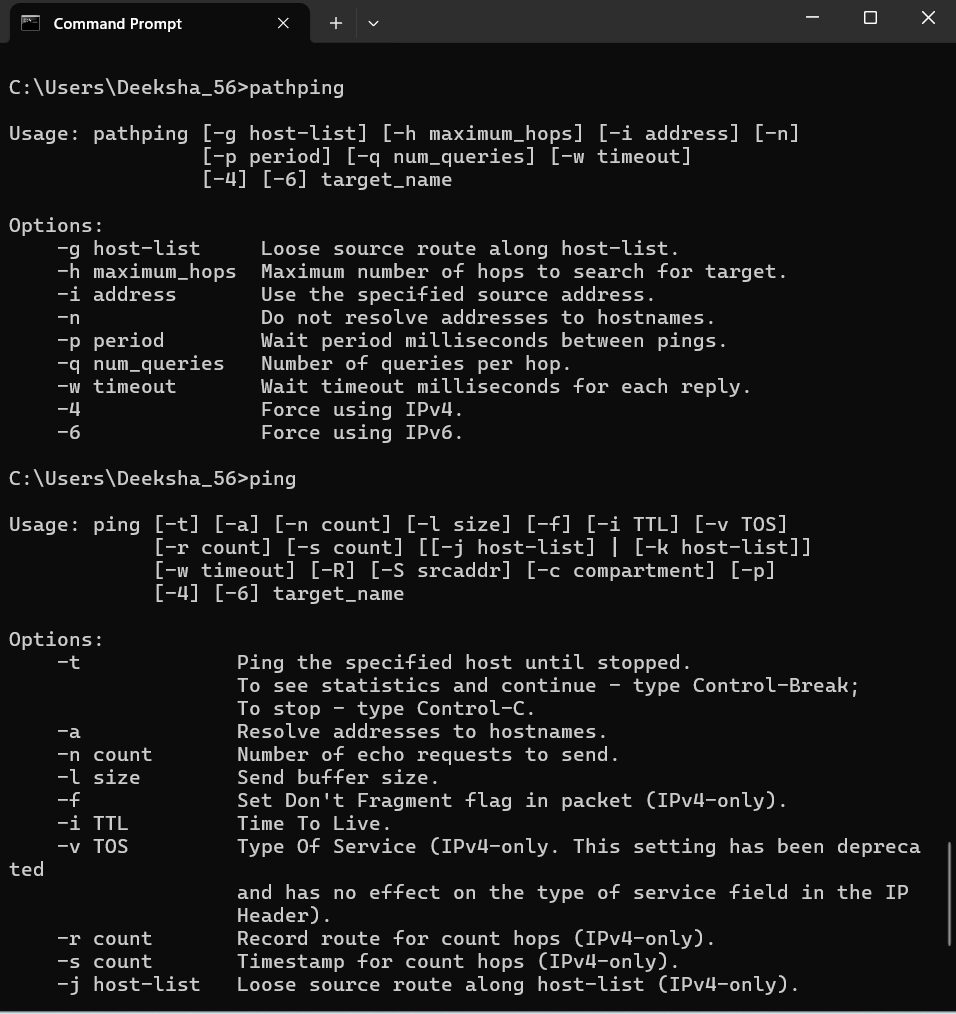 Command Prompt
C:\Users\Deeksha_56>pathping
Usage: pathping [-g host-list] [-h maximum_hops] [-i address] [-n]
                [-p period] [-q num_queries] [-w timeout]
                [-4] [-6] target_name
Options:
    -g host-list     Loose source route along host-list.
    -h maximum_hops  Maximum number of hops to search for target.
    -i address       Use the specified source address.
    -n               Do not resolve addresses to hostnames.
    -p period        Wait period milliseconds between pings.
    -q num_queries   Number of queries per hop.
    -w timeout       Wait timeout milliseconds for each reply.
    -4               Force using IPv4.
    -6               Force using IPv6.
C:\Users\Deeksha_56>ping
Usage: ping [-t] [-a] [-n count] [-l size] [-f] [-i TTL] [-v TOS]
            [-r count] [-s count] [[-j host-list] | [-k host-list]]
            [-w timeout] [-R] [-S srcaddr] [-c compartment] [-p]
            [-4] [-6] target_name
Options:
    -t             Ping the specified host until stopped.
                   To see statistics and continue - type Control-Break;
                   To stop - type Control-C.
    -a             Resolve addresses to hostnames.
    -n count       Number of echo requests to send.
    -l size        Send buffer size.
    -f             Set Don't Fragment flag in packet (IPv4-only).
    -i TTL         Time To Live.
    -v TOS         Type Of Service (IPv4-only. This setting has been depreca
ted
                   and has no effect on the type of service field in the IP
                   Header).
    -r count       Record route for count hops (IPv4-only).
    -s count       Timestamp for count hops (IPv4-only).
    -j host-list   Loose source route along host-list (IPv4-only).